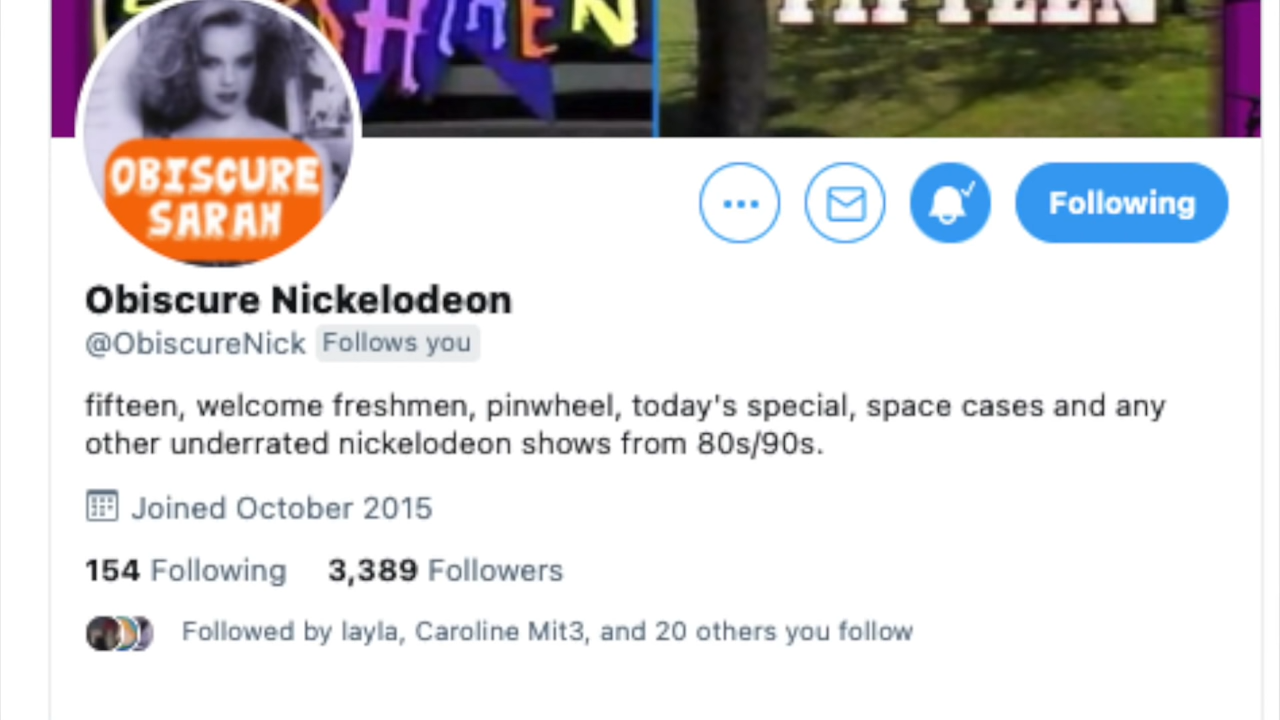 FIFTEEN
OBISCURE
SARAH
Following
Obiscure Nickelodeon
@ObiscureNick Follows you
fifteen, welcome freshmen, pinwheel, today's special, space cases and any
other underrated nickelodeon shows from 80s/90s.
Joined October 2015
154 Following 3,389 Followers
Followed by layla, Caroline Mit3, and 20 others you follow